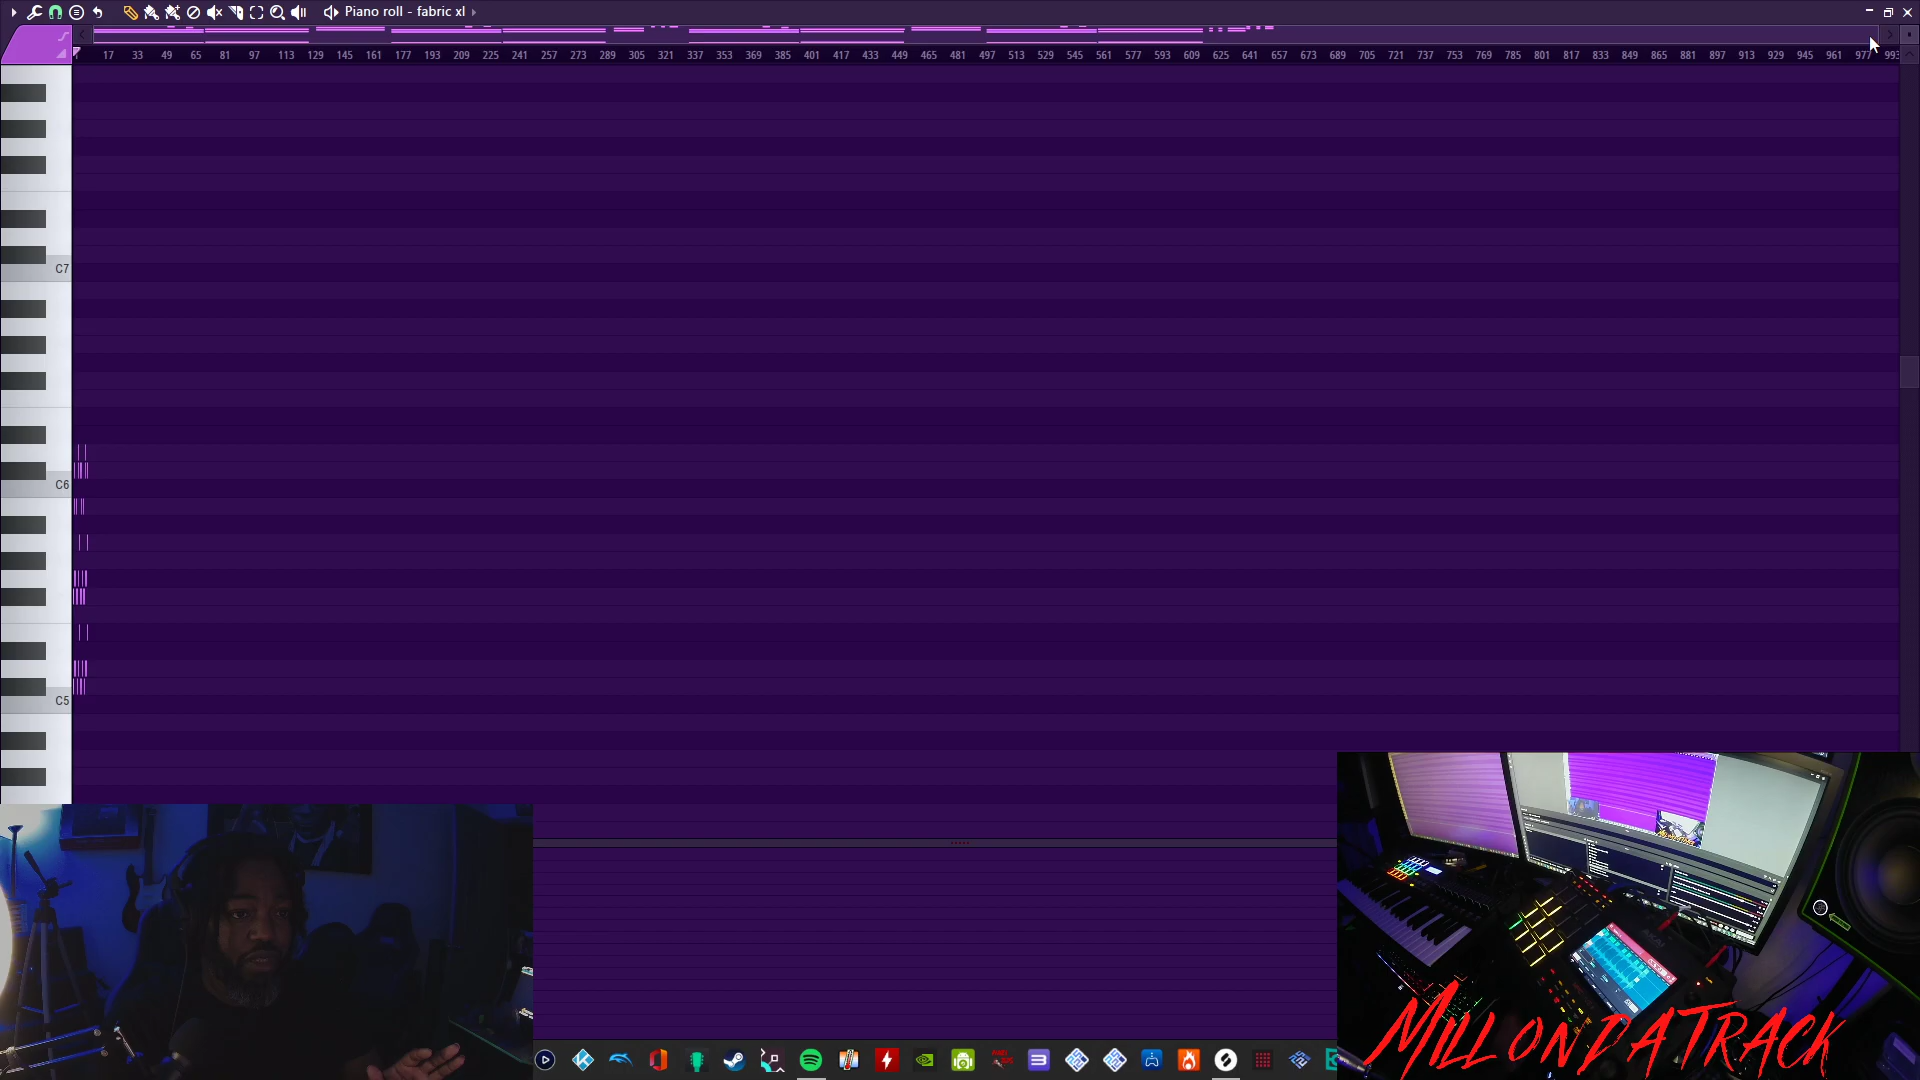 Piano roll - fabric xl
17 33 49 65 81 97 113 129 145 161 177 193 209 225 241 257 273 289 305 321 337 353 369 385 401 417 433 449 465 481 497 513 529 545 561 577 593 609 625 641 657 673 689 705 721 737 753 769 785 801 817 833 849 865 881 897 913 929 945 961 977 993
C7
C6
C5
MILLONDATRACK